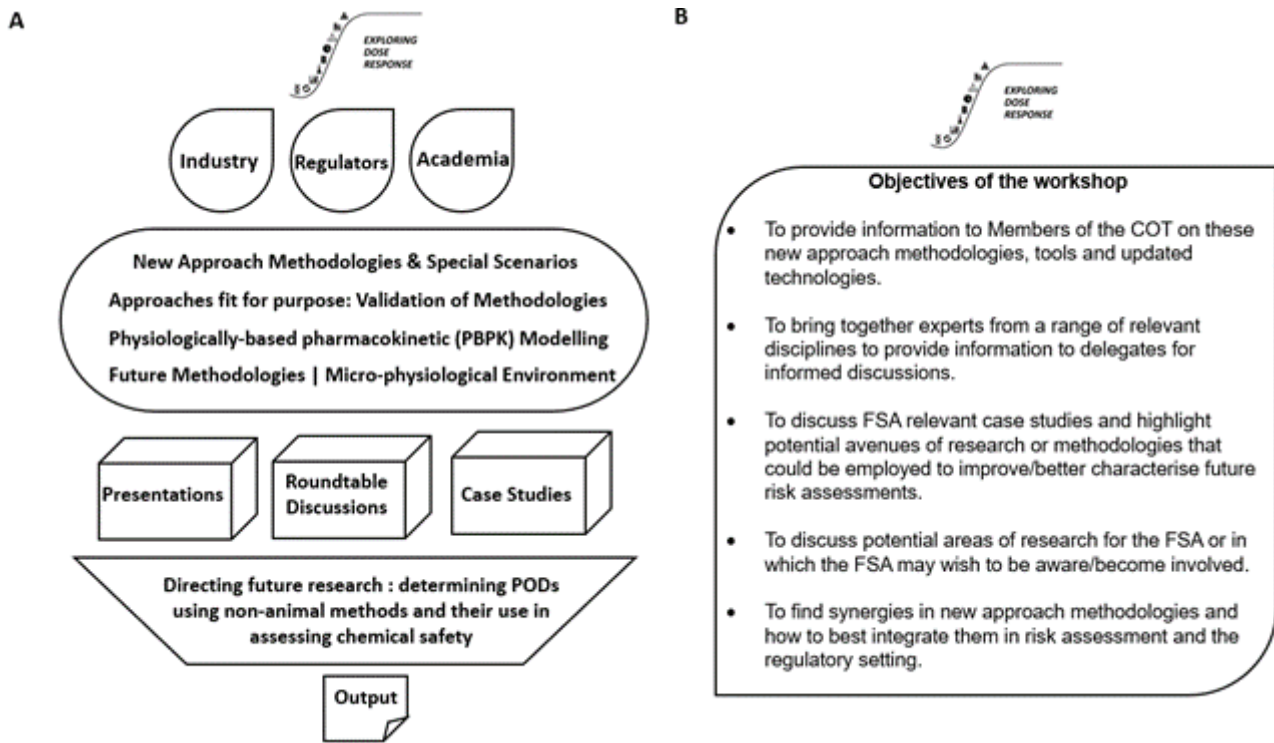 A
EXPLORING
DOSE
RESPONSE
Industry
Regulators
Academia
New Approach Methodologies & Special Scenarios
Approaches fit for purpose: Validation of Methodologies
Physiologically-based pharmacokinetic (PBPK) Modelling
Future Methodologies | Micro-physiological Environment
Presentations
Roundtable
Discussions
Case Studies
Directing future research : determining PODs
using non-animal methods and their use in
assessing chemical safety
Output
B
EXPLORING
DOSE
RESPONSE
Objectives of the workshop
• To provide information to Members of the COT on these
new approach methodologies, tools and updated
technologies.
• To bring together experts from a range of relevant
disciplines to provide information to delegates for
informed discussions.
• To discuss FSA relevant case studies and highlight
potential avenues of research or methodologies that
could be employed to improve/better characterise future
risk assessments.
• To discuss potential areas of research for the FSA or in
which the FSA may wish to be aware/become involved.
• To find synergies in new approach methodologies and
how to best integrate them in risk assessment and the
regulatory setting.